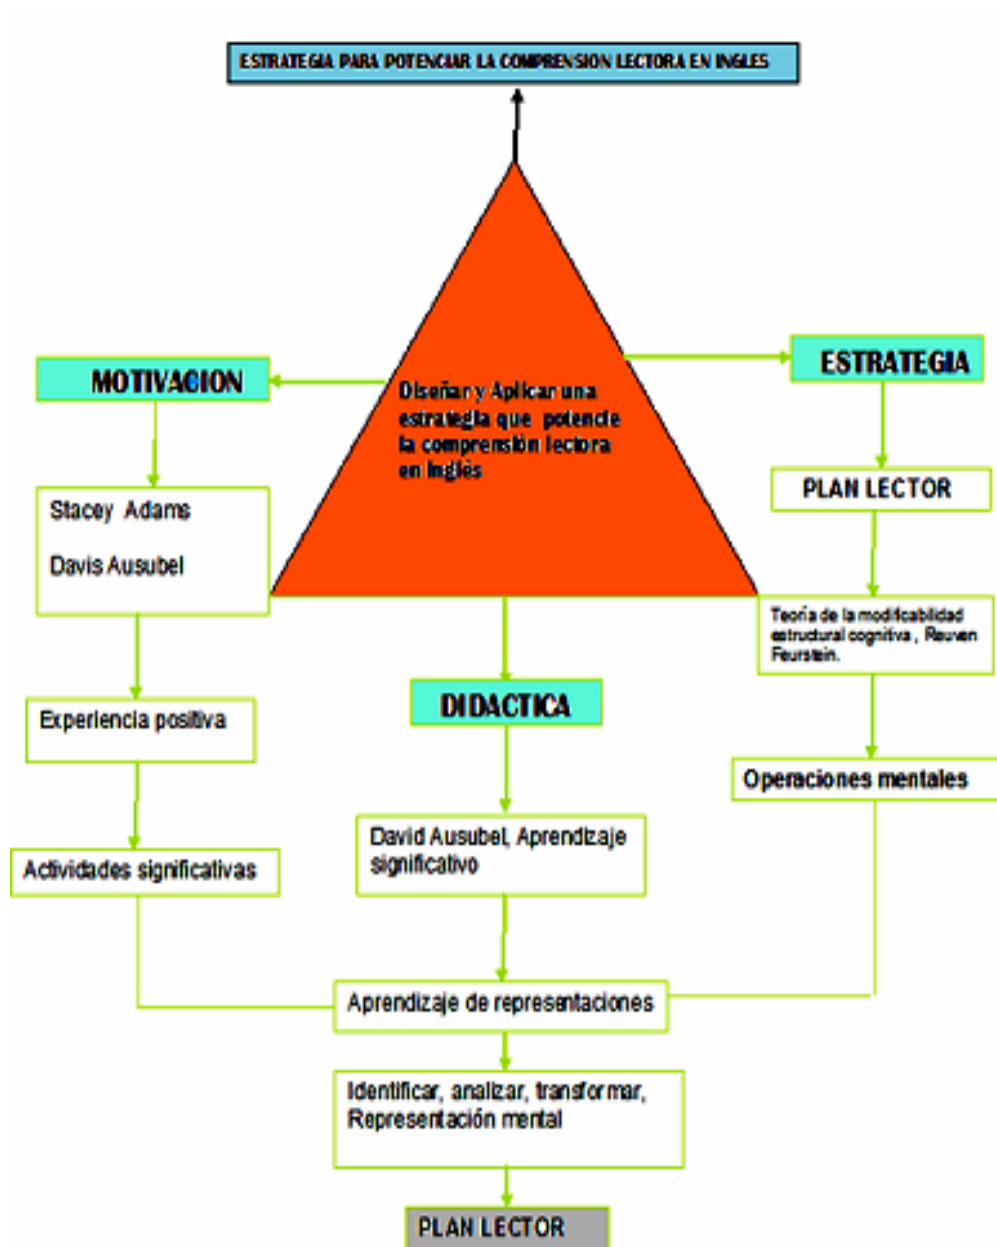 ESTRATEGIA PARA POTENCIAR LA COMPRENSION LECTORA EN INGLES
MOTIVACION
Stacey Adams
Davis Ausubel
Experiencia positiva
Actividades significativas
Diseñar y Aplicar una
estrategia que potencie
la comprensión lectora
en Inglés
DIDACTICA
David Ausubel, Aprendizaje
significativo
ESTRATEGIA
PLAN LECTOR
Teoría de la modificabilidad
estructural cognitiva , Reuven
Feurstein.
Operaciones mentales
Aprendizaje de representaciones
Identificar, analizar, transformar,
Representación mental
PLAN LECTOR